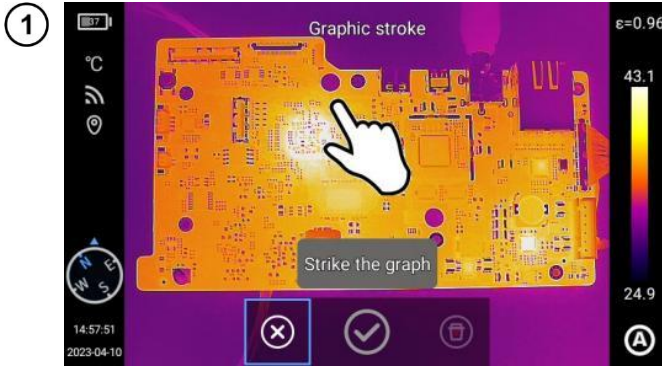 1
37
Graphic stroke
ε=0.96
°C
43.1
Strike the graph
N
E
W
S
24.9
14:57:51
2023-04-10
A